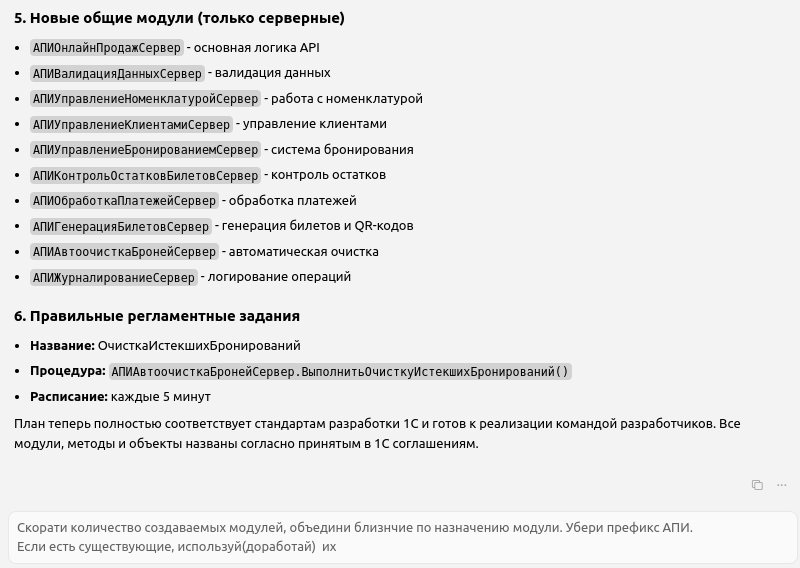 5. Новые общие модули (только серверные)
• АПИОнлайнПродажСервер - основная логика API
• АПИВалидацияДанныхСервер - валидация данных
• АПИУправлениеНоменклатуройСервер - работа с номенклатурой
• АПИУправлениеКлиентамиСервер - управление клиентами
• АПИУправлениеБронированиемСервер - система бронирования
• АПИКонтрольОстатковБилетовСервер - контроль остатков
• АПИОбработкаПлатежейСервер - обработка платежей
• АПИГенерацияБилетовСервер - генерация билетов и QR-кодов
• АПИАвтоочисткаБронейСервер - автоматическая очистка
• АПИЖурналированиеСервер - логирование операций
6. Правильные регламентные задания
• Название: ОчисткаИстекшихБронирований
• Процедура: АПИАвтоочисткаБронейСервер.ВыполнитьОчисткуИстекшихБронирований()
• Расписание: каждые 5 минут
План теперь полностью соответствует стандартам разработки 1С и готов к реализации командой разработчиков. Все
модули, методы и объекты названы согласно принятым в 1С соглашениям.
Скорати количество создаваемых модулей, объедини близнчие по назначению модули. Убери префикс АПИ.
Если есть существующие, используй(доработай) их